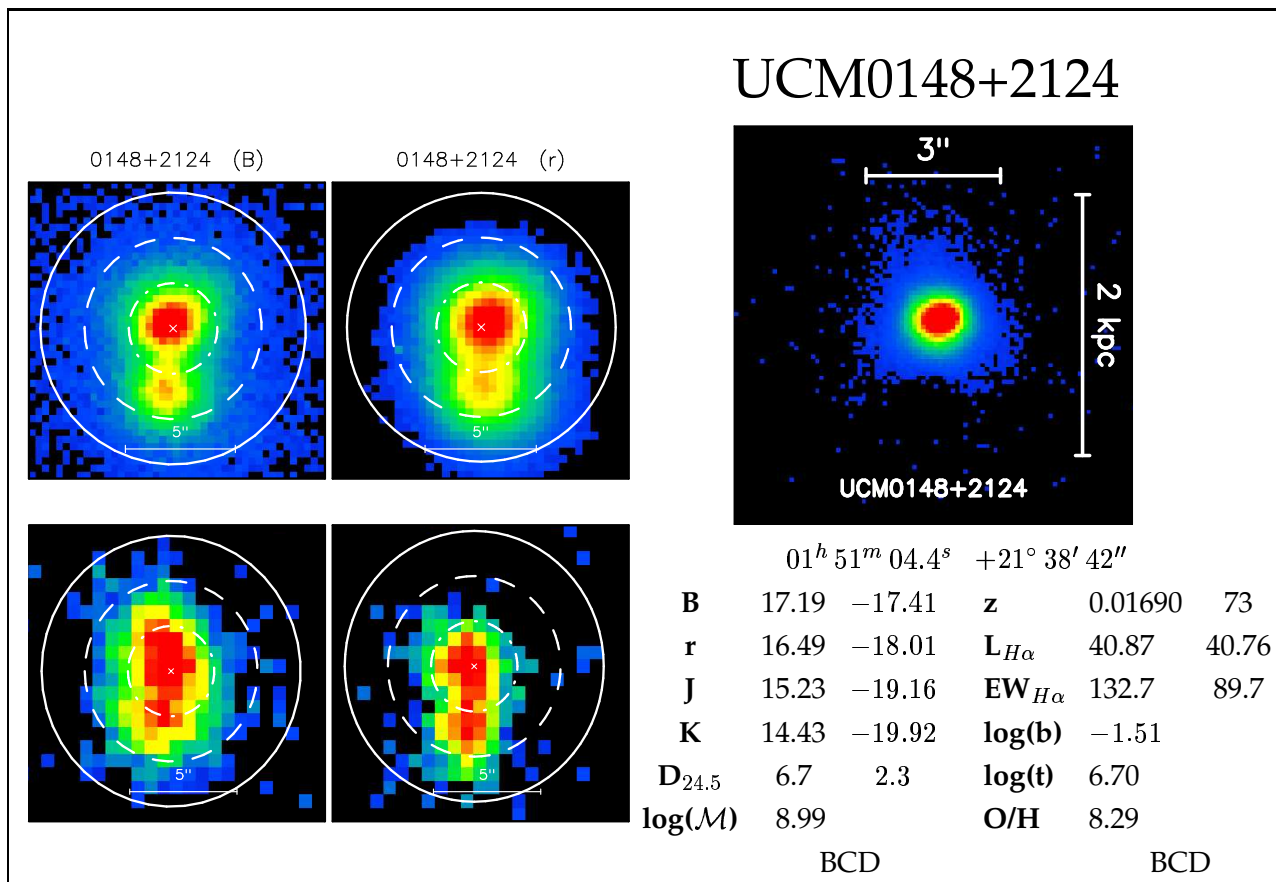 UCM0148+2124
0148+2124 (B)
0148+2124 (r)
3"
2 kpc
5"
5"
UCM0148+2124
5"
5"
01ʰ 51ᵐ 04.4ˢ +21° 38′ 42″
B 17.19 −17.41 z 0.01690 73
r 16.49 −18.01 L_Hα 40.87 40.76
J 15.23 −19.16 EW_Hα 132.7 89.7
K 14.43 −19.92 log(b) −1.51
D_24.5 6.7 2.3 log(t) 6.70
log(ℳ) 8.99 O/H 8.29
BCD BCD